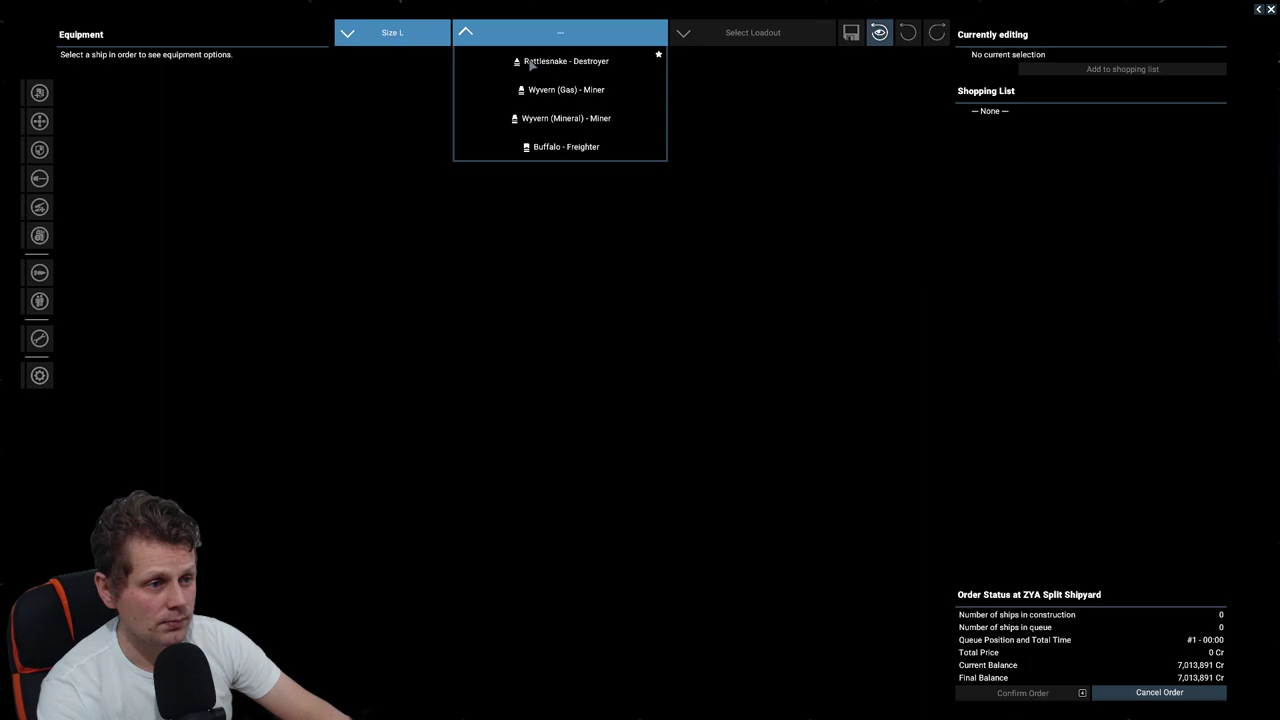 Equipment
Select a ship in order to see equipment options.
Size L
---
Select Loadout
Rattlesnake - Destroyer
Wyvern (Gas) - Miner
Wyvern (Mineral) - Miner
Buffalo - Freighter
Currently editing
No current selection
Add to shopping list
Shopping List
— None —
Order Status at ZYA Split Shipyard
Number of ships in construction 0
Number of ships in queue 0
Queue Position and Total Time #1 - 00:00
Total Price 0 Cr
Current Balance 7,013,891 Cr
Final Balance 7,013,891 Cr
Confirm Order
Cancel Order